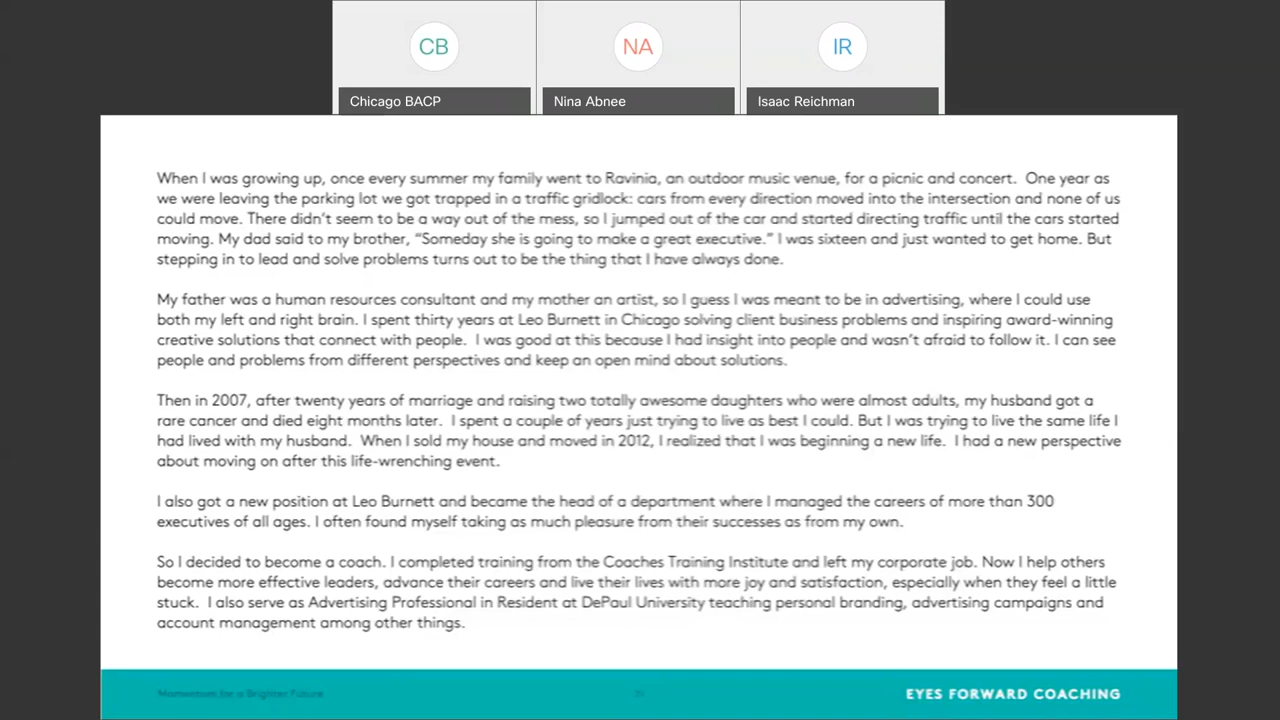 CB
NA
IR
Chicago BACP
Nina Abnee
Isaac Reichman
When I was growing up, once every summer my family went to Ravinia, an outdoor music venue, for a picnic and concert.  One year as
we were leaving the parking lot we got trapped in a traffic gridlock: cars from every direction moved into the intersection and none of us
could move. There didn't seem to be a way out of the mess, so I jumped out of the car and started directing traffic until the cars started
moving. My dad said to my brother, “Someday she is going to make a great executive.” I was sixteen and just wanted to get home. But
stepping in to lead and solve problems turns out to be the thing that I have always done.
My father was a human resources consultant and my mother an artist, so I guess I was meant to be in advertising, where I could use
both my left and right brain. I spent thirty years at Leo Burnett in Chicago solving client business problems and inspiring award-winning
creative solutions that connect with people.  I was good at this because I had insight into people and wasn't afraid to follow it. I can see
people and problems from different perspectives and keep an open mind about solutions.
Then in 2007, after twenty years of marriage and raising two totally awesome daughters who were almost adults, my husband got a
rare cancer and died eight months later.  I spent a couple of years just trying to live as best I could. But I was trying to live the same life I
had lived with my husband.  When I sold my house and moved in 2012, I realized that I was beginning a new life.  I had a new perspective
about moving on after this life-wrenching event.
I also got a new position at Leo Burnett and became the head of a department where I managed the careers of more than 300
executives of all ages. I often found myself taking as much pleasure from their successes as from my own.
So I decided to become a coach. I completed training from the Coaches Training Institute and left my corporate job. Now I help others
become more effective leaders, advance their careers and live their lives with more joy and satisfaction, especially when they feel a little
stuck.  I also serve as Advertising Professional in Resident at DePaul University teaching personal branding, advertising campaigns and
account management among other things.
Momentum for a Brighter Future
EYES FORWARD COACHING